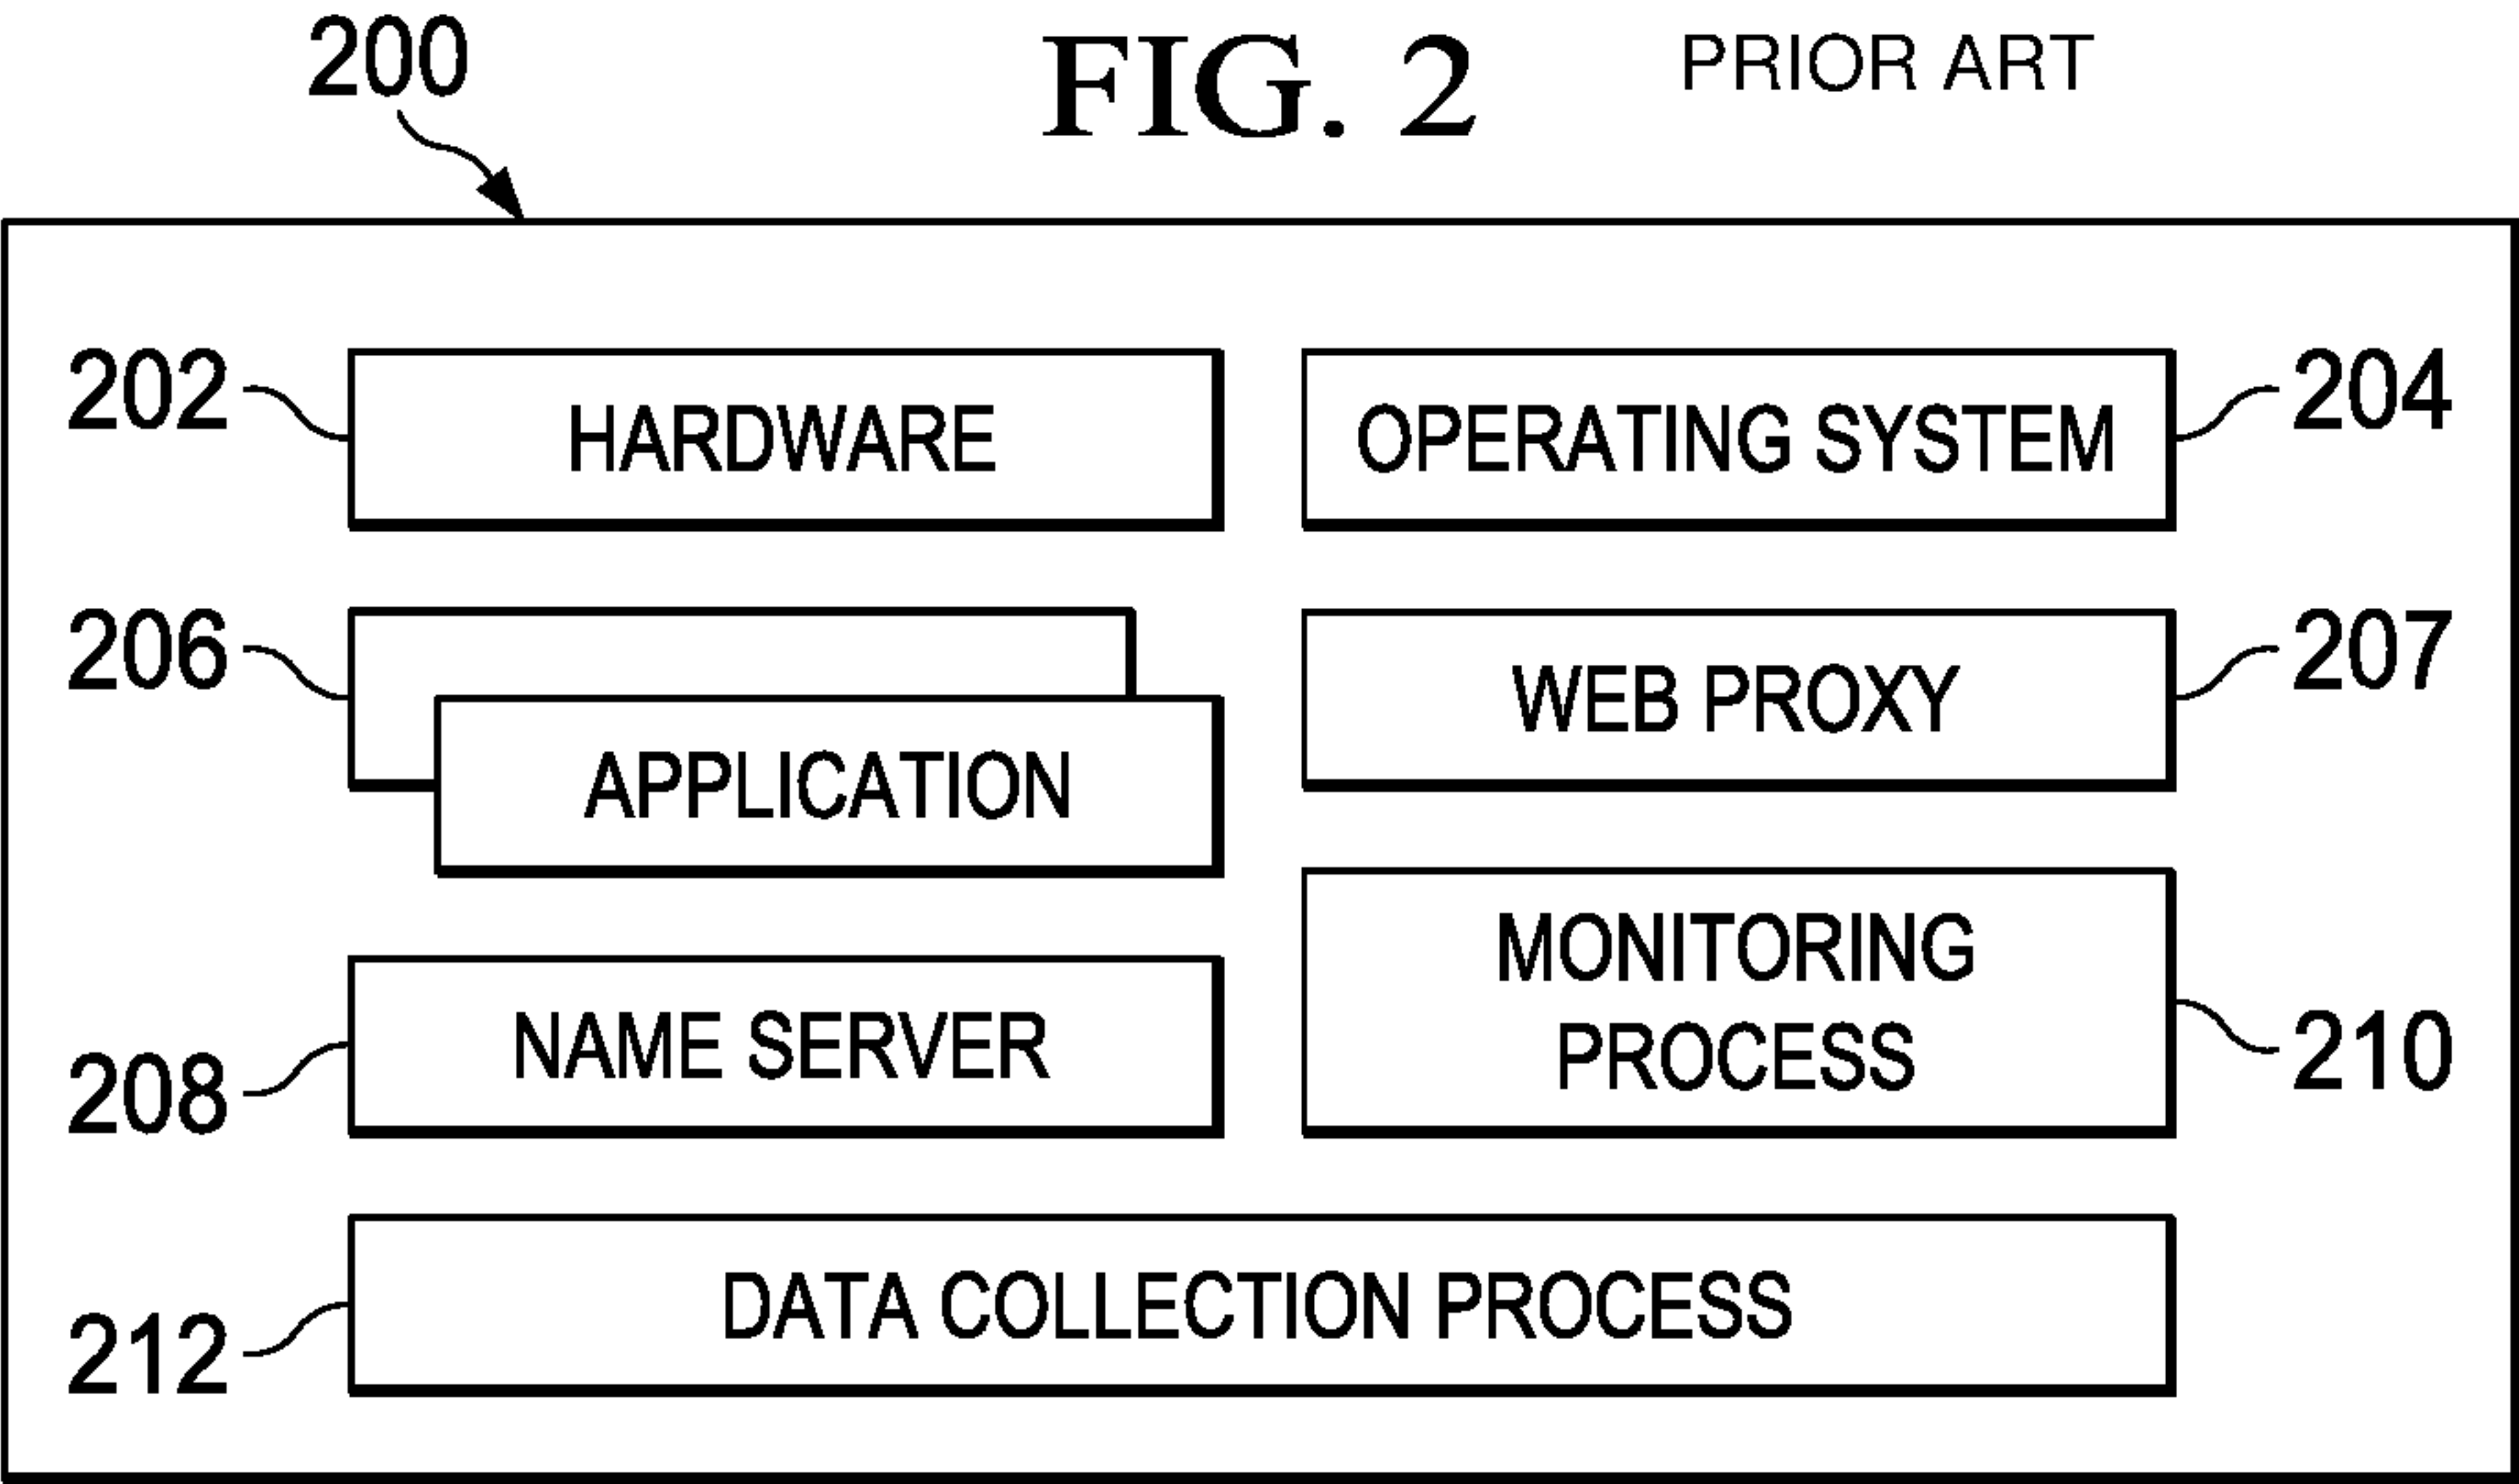 200
FIG. 2
PRIOR ART
202
HARDWARE
OPERATING SYSTEM
204
206
APPLICATION
WEB PROXY
207
208
NAME SERVER
MONITORING
PROCESS
210
212
DATA COLLECTION PROCESS